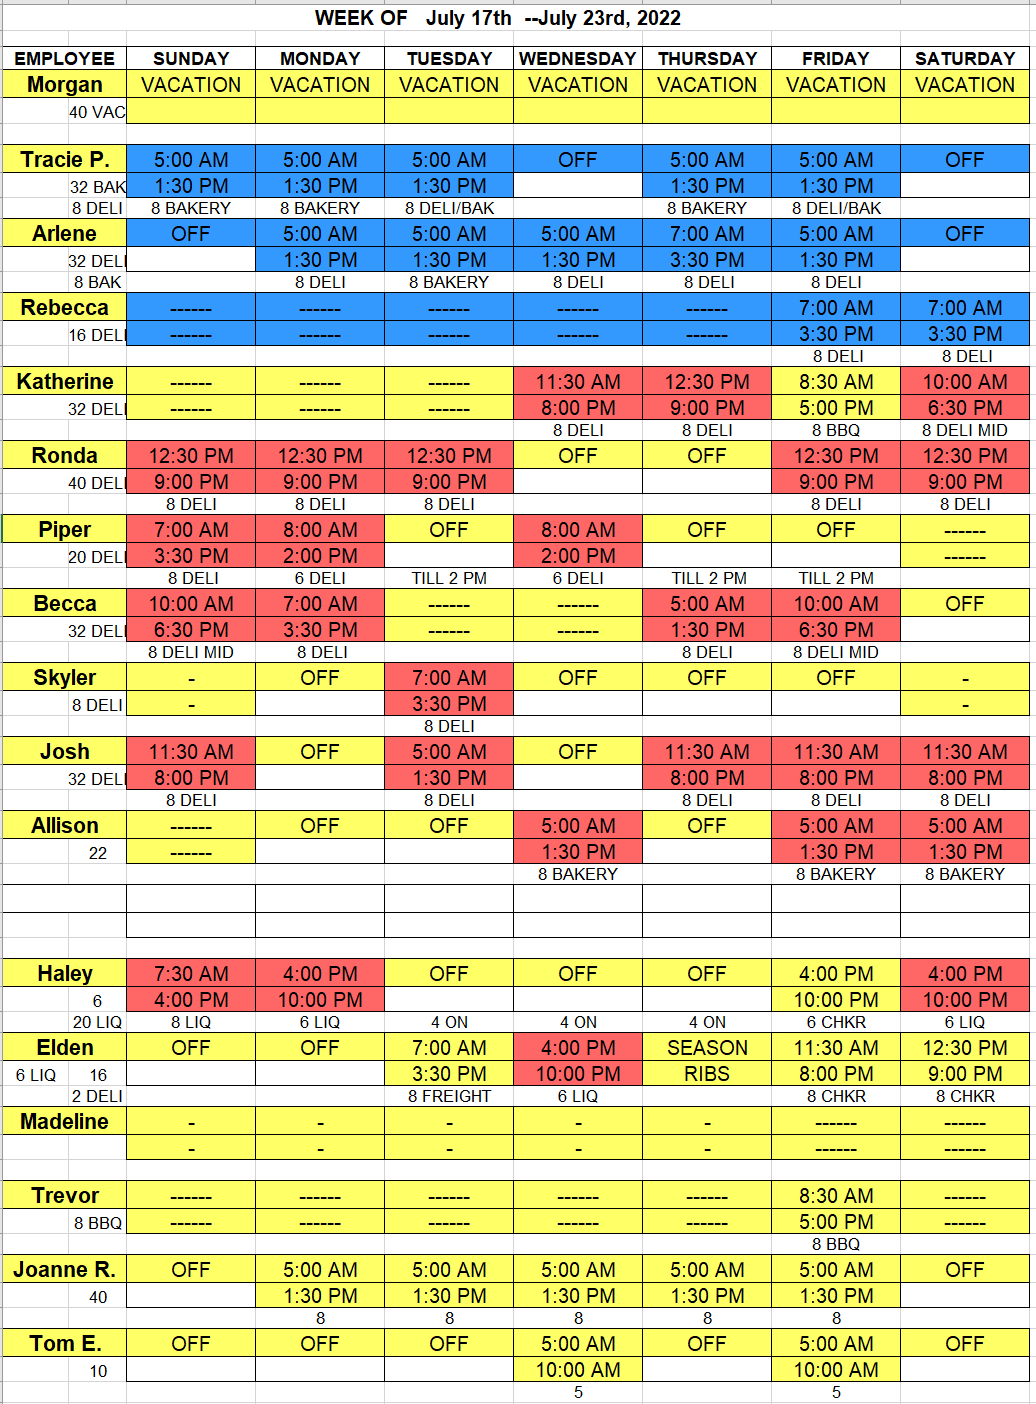 WEEK OF July 17th --July 23rd, 2022
EMPLOYEE SUNDAY MONDAY TUESDAY WEDNESDAY THURSDAY FRIDAY SATURDAY
Morgan VACATION VACATION VACATION VACATION VACATION VACATION VACATION
40 VAC
Tracie P. 5:00 AM 5:00 AM 5:00 AM OFF 5:00 AM 5:00 AM OFF
32 BAK 1:30 PM 1:30 PM 1:30 PM 1:30 PM 1:30 PM
8 DELI 8 BAKERY 8 BAKERY 8 DELI/BAK 8 BAKERY 8 DELI/BAK
Arlene OFF 5:00 AM 5:00 AM 5:00 AM 7:00 AM 5:00 AM OFF
32 DELI 1:30 PM 1:30 PM 1:30 PM 3:30 PM 1:30 PM
8 BAK 8 DELI 8 BAKERY 8 DELI 8 DELI 8 DELI
Rebecca ------ ------ ------ ------ ------ 7:00 AM 7:00 AM
16 DELI ------ ------ ------ ------ ------ 3:30 PM 3:30 PM
8 DELI 8 DELI
Katherine ------ ------ ------ 11:30 AM 12:30 PM 8:30 AM 10:00 AM
32 DELI ------ ------ ------ 8:00 PM 9:00 PM 5:00 PM 6:30 PM
8 DELI 8 DELI 8 BBQ 8 DELI MID
Ronda 12:30 PM 12:30 PM 12:30 PM OFF OFF 12:30 PM 12:30 PM
40 DELI 9:00 PM 9:00 PM 9:00 PM 9:00 PM 9:00 PM
8 DELI 8 DELI 8 DELI 8 DELI 8 DELI
Piper 7:00 AM 8:00 AM OFF 8:00 AM OFF OFF ------
20 DELI 3:30 PM 2:00 PM 2:00 PM ------
8 DELI 6 DELI TILL 2 PM 6 DELI TILL 2 PM TILL 2 PM
Becca 10:00 AM 7:00 AM ------ ------ 5:00 AM 10:00 AM OFF
32 DELI 6:30 PM 3:30 PM ------ ------ 1:30 PM 6:30 PM
8 DELI MID 8 DELI 8 DELI 8 DELI MID
Skyler - OFF 7:00 AM OFF OFF OFF -
8 DELI - 3:30 PM -
8 DELI
Josh 11:30 AM OFF 5:00 AM OFF 11:30 AM 11:30 AM 11:30 AM
32 DELI 8:00 PM 1:30 PM 8:00 PM 8:00 PM 8:00 PM
8 DELI 8 DELI 8 DELI 8 DELI 8 DELI
Allison ------ OFF OFF 5:00 AM OFF 5:00 AM 5:00 AM
22 ------ 1:30 PM 1:30 PM 1:30 PM
8 BAKERY 8 BAKERY 8 BAKERY
Haley 7:30 AM 4:00 PM OFF OFF OFF 4:00 PM 4:00 PM
6 4:00 PM 10:00 PM 10:00 PM 10:00 PM
20 LIQ 8 LIQ 6 LIQ 4 ON 4 ON 4 ON 6 CHKR 6 LIQ
Elden OFF OFF 7:00 AM 4:00 PM SEASON 11:30 AM 12:30 PM
6 LIQ 16 3:30 PM 10:00 PM RIBS 8:00 PM 9:00 PM
2 DELI 8 FREIGHT 6 LIQ 8 CHKR 8 CHKR
Madeline - - - - - ------ ------
- - - - - ------ ------
Trevor ------ ------ ------ ------ ------ 8:30 AM ------
8 BBQ ------ ------ ------ ------ ------ 5:00 PM ------
8 BBQ
Joanne R. OFF 5:00 AM 5:00 AM 5:00 AM 5:00 AM 5:00 AM OFF
40 1:30 PM 1:30 PM 1:30 PM 1:30 PM 1:30 PM
8 8 8 8 8
Tom E. OFF OFF OFF 5:00 AM OFF 5:00 AM OFF
10 10:00 AM 10:00 AM
5 5